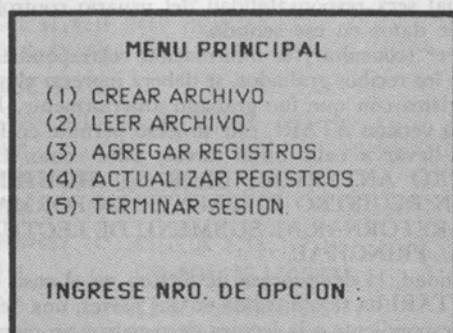 MENU PRINCIPAL
(1) CREAR ARCHIVO.
(2) LEER ARCHIVO.
(3) AGREGAR REGISTROS.
(4) ACTUALIZAR REGISTROS.
(5) TERMINAR SESION.
INGRESE NRO. DE OPCION :